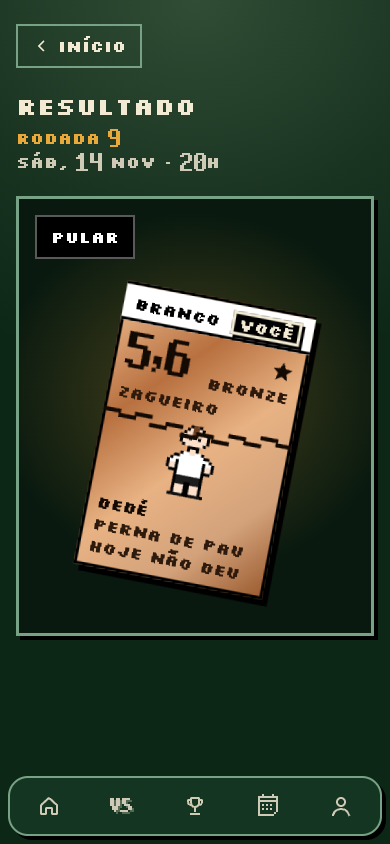 INÍCIO
RESULTADO
RODADA 9
SÁB, 14 NOV · 20H
PULAR
BRANCO VOCÊ
5,6
BRONZE
ZAGUEIRO
DEDÉ
PERNA DE PAU
HOJE NÃO DEU
VS